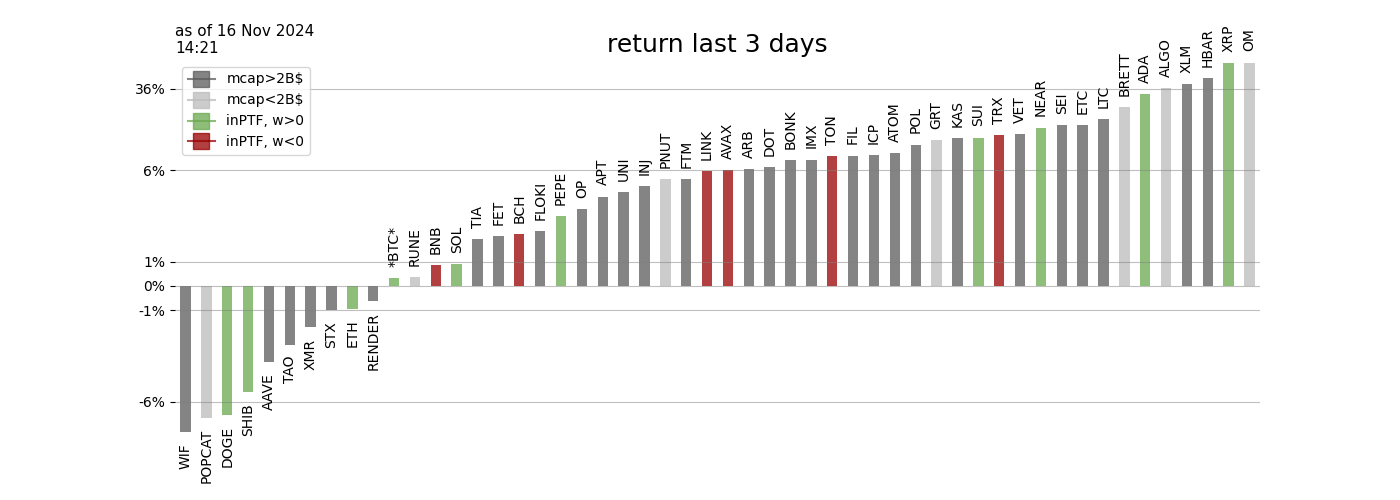 as of 16 Nov 2024
14:21
return last 3 days
mcap>2B$
mcap<2B$
inPTF, w>0
inPTF, w<0
36%
6%
1%
0%
-1%
-6%
WIF
POPCAT
DOGE
SHIB
AAVE
TAO
XMR
STX
ETH
RENDER
*BTC*
RUNE
BNB
SOL
TIA
FET
BCH
FLOKI
PEPE
OP
APT
UNI
INJ
PNUT
FTM
LINK
AVAX
ARB
DOT
BONK
IMX
TON
FIL
ICP
ATOM
POL
GRT
KAS
SUI
TRX
VET
NEAR
SEI
ETC
LTC
BRETT
ADA
ALGO
XLM
HBAR
XRP
OM